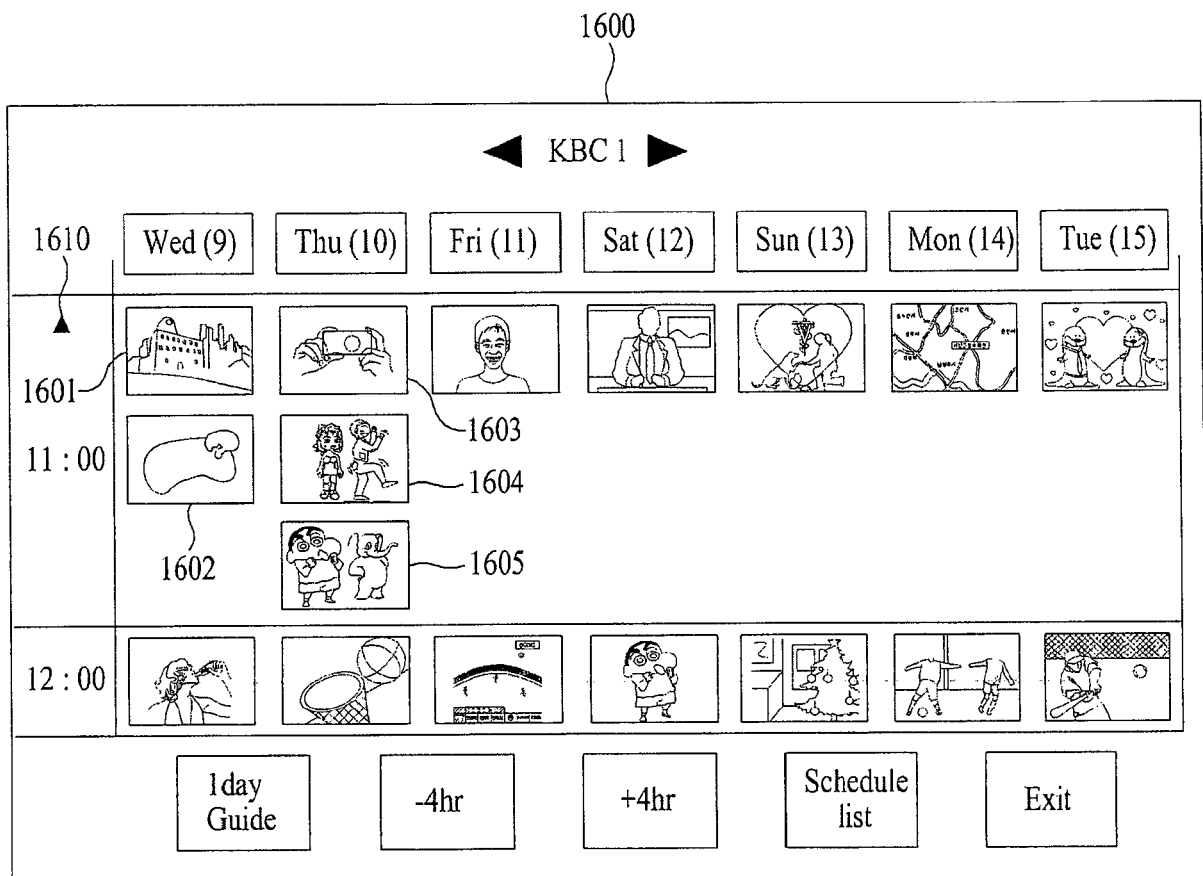 1600
◀ KBC 1 ▶
1610
Wed (9) Thu (10) Fri (11) Sat (12) Sun (13) Mon (14) Tue (15)
▲
1601
1603
11 : 00
1604
1602
1605
12 : 00
1day
Guide
-4hr
+4hr
Schedule
list
Exit